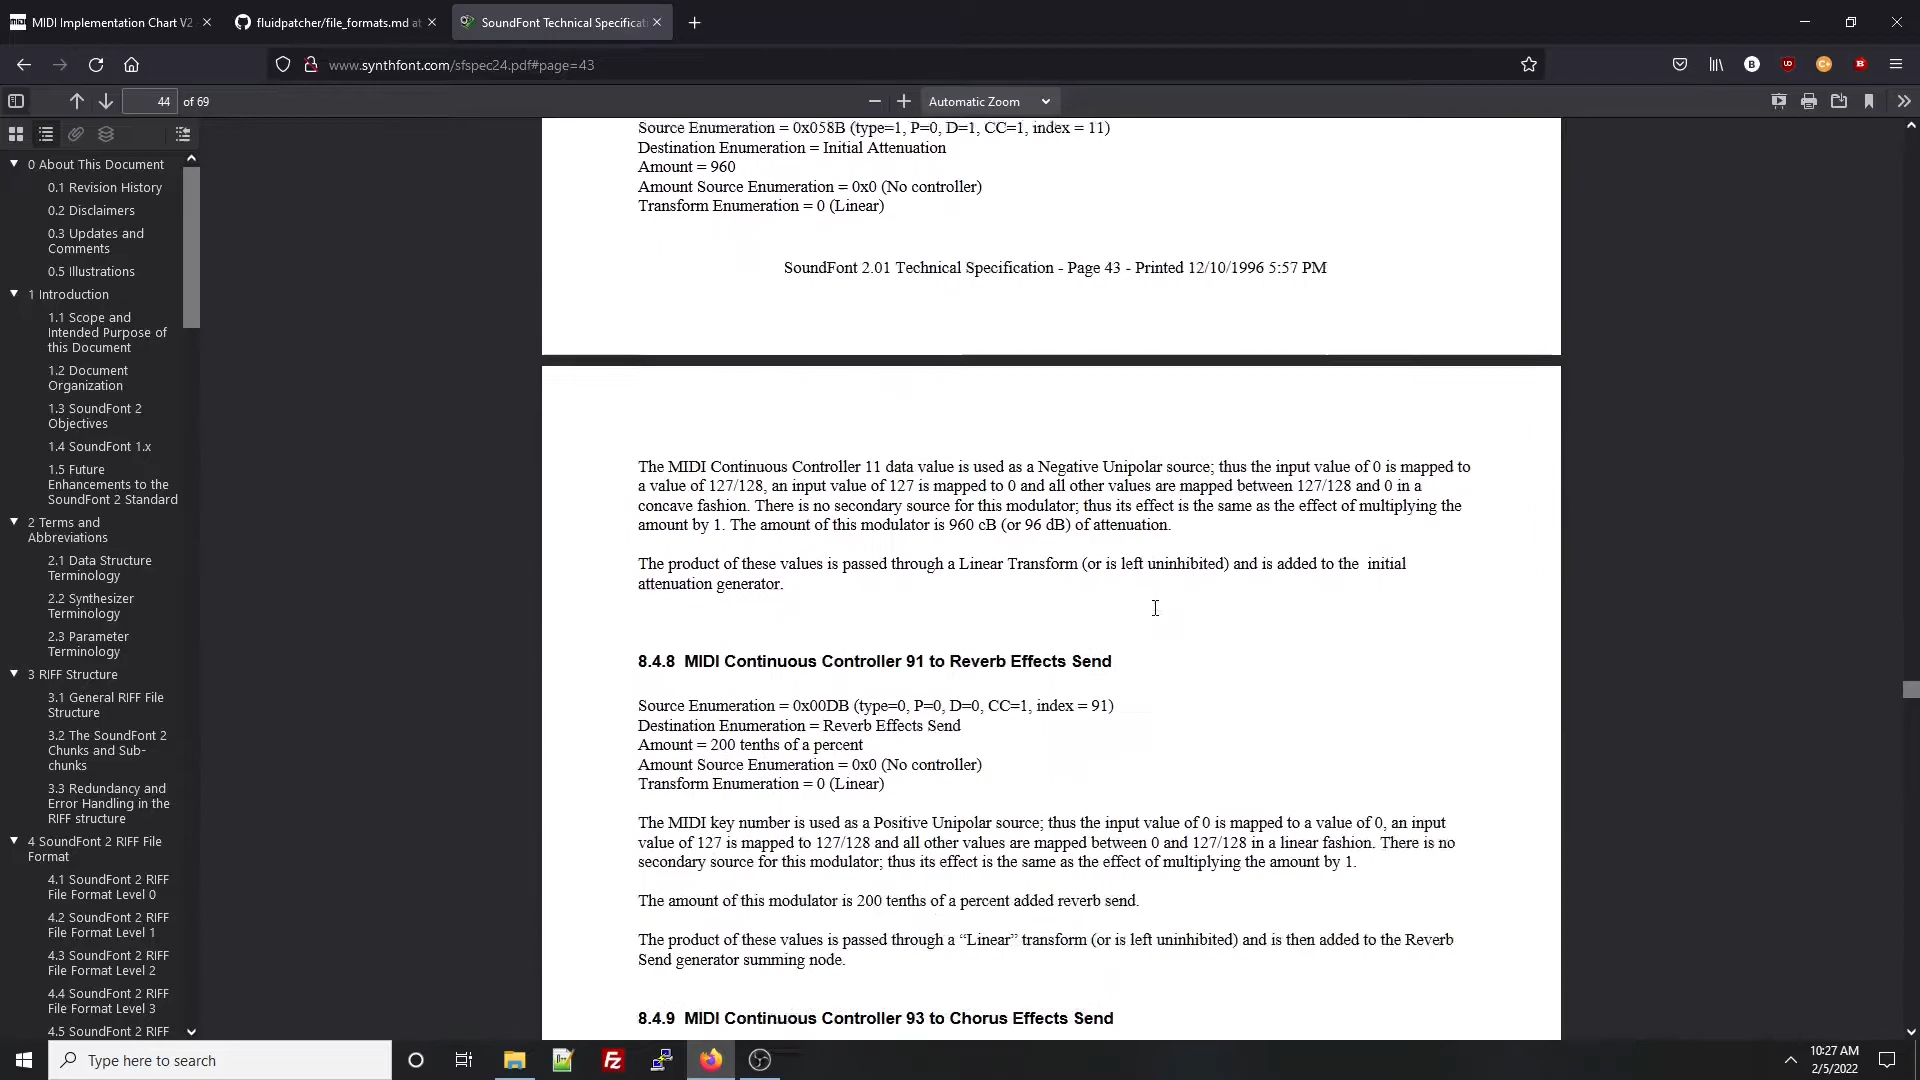 MIDI Implementation Chart V2
fluidpatcher/file_formats.md at
SoundFont Technical Specificat
www.synthfont.com/sfspec24.pdf#page=43
44 of 69
Automatic Zoom
0 About This Document
0.1 Revision History
0.2 Disclaimers
0.3 Updates and
Comments
0.5 Illustrations
1 Introduction
1.1 Scope and
Intended Purpose of
this Document
1.2 Document
Organization
1.3 SoundFont 2
Objectives
1.4 SoundFont 1.x
1.5 Future
Enhancements to the
SoundFont 2 Standard
2 Terms and
Abbreviations
2.1 Data Structure
Terminology
2.2 Synthesizer
Terminology
2.3 Parameter
Terminology
3 RIFF Structure
3.1 General RIFF File
Structure
3.2 The SoundFont 2
Chunks and Sub-
chunks
3.3 Redundancy and
Error Handling in the
RIFF structure
4 SoundFont 2 RIFF File
Format
4.1 SoundFont 2 RIFF
File Format Level 0
4.2 SoundFont 2 RIFF
File Format Level 1
4.3 SoundFont 2 RIFF
File Format Level 2
4.4 SoundFont 2 RIFF
File Format Level 3
4.5 SoundFont 2 RIFF
Source Enumeration = 0x058B (type=1, P=0, D=1, CC=1, index = 11)
Destination Enumeration = Initial Attenuation
Amount = 960
Amount Source Enumeration = 0x0 (No controller)
Transform Enumeration = 0 (Linear)
SoundFont 2.01 Technical Specification - Page 43 - Printed 12/10/1996 5:57 PM
The MIDI Continuous Controller 11 data value is used as a Negative Unipolar source; thus the input value of 0 is mapped to
a value of 127/128, an input value of 127 is mapped to 0 and all other values are mapped between 127/128 and 0 in a
concave fashion. There is no secondary source for this modulator; thus its effect is the same as the effect of multiplying the
amount by 1. The amount of this modulator is 960 cB (or 96 dB) of attenuation.
The product of these values is passed through a Linear Transform (or is left uninhibited) and is added to the initial
attenuation generator.
8.4.8 MIDI Continuous Controller 91 to Reverb Effects Send
Source Enumeration = 0x00DB (type=0, P=0, D=0, CC=1, index = 91)
Destination Enumeration = Reverb Effects Send
Amount = 200 tenths of a percent
Amount Source Enumeration = 0x0 (No controller)
Transform Enumeration = 0 (Linear)
The MIDI key number is used as a Positive Unipolar source; thus the input value of 0 is mapped to a value of 0, an input
value of 127 is mapped to 127/128 and all other values are mapped between 0 and 127/128 in a linear fashion. There is no
secondary source for this modulator; thus its effect is the same as the effect of multiplying the amount by 1.
The amount of this modulator is 200 tenths of a percent added reverb send.
The product of these values is passed through a “Linear” transform (or is left uninhibited) and is then added to the Reverb
Send generator summing node.
8.4.9 MIDI Continuous Controller 93 to Chorus Effects Send
Type here to search
10:27 AM
2/5/2022